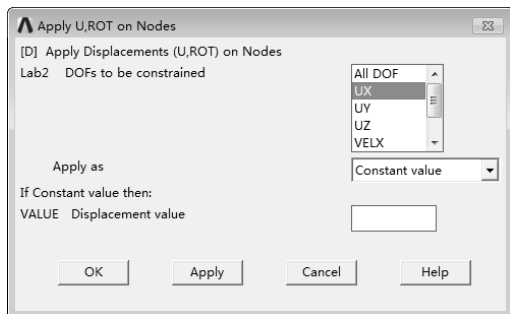 Apply U,ROT on Nodes
[D] Apply Displacements (U,ROT) on Nodes
Lab2 DOFs to be constrained
All DOF
UX
UY
UZ
VELX
Apply as
Constant value
If Constant value then:
VALUE Displacement value
OK Apply Cancel Help